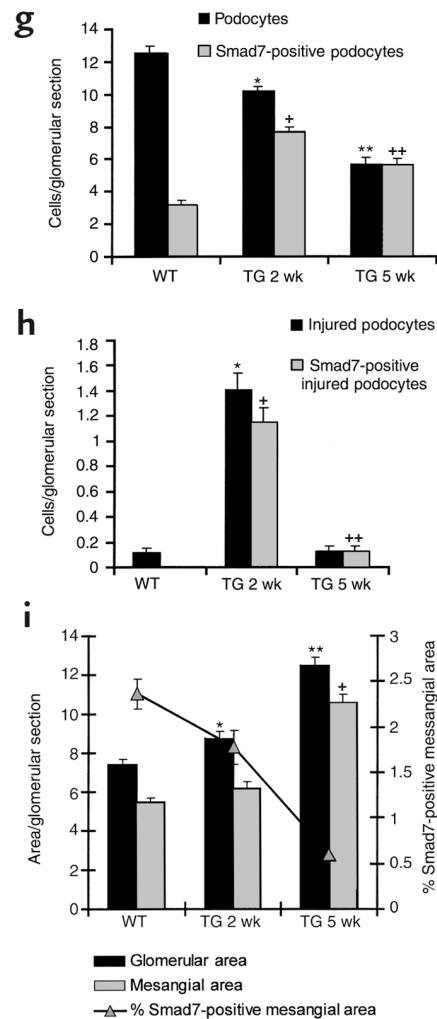 g
Podocytes
Smad7-positive podocytes
Cells/glomerular section
14
12
10
8
6
4
2
0
*
+
**
++
WT
TG 2 wk
TG 5 wk
h
Injured podocytes
Smad7-positive
injured podocytes
Cells/glomerular section
1.8
1.6
1.4
1.2
1
0.8
0.6
0.4
0.2
0
*
+
++
WT
TG 2 wk
TG 5 wk
i
Area/glomerular section
14
12
10
8
6
4
2
0
*
**
+
3
2.5
2
1.5
1
0.5
0
% Smad7-positive messangial area
WT
TG 2 wk
TG 5 wk
Glomerular area
Mesangial area
% Smad7-positive mesangial area